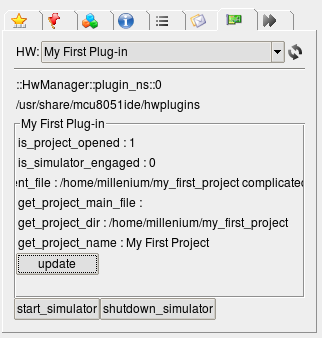 HW: My First Plug-in
::HwManager::plugin_ns::0
/usr/share/mcu8051ide/hwplugins
My First Plug-in
is_project_opened : 1
is_simulator_engaged : 0
nt_file : /home/millenium/my_first_project complicated
get_project_main_file :
get_project_dir : /home/millenium/my_first_project
get_project_name : My First Project
update
start_simulator shutdown_simulator